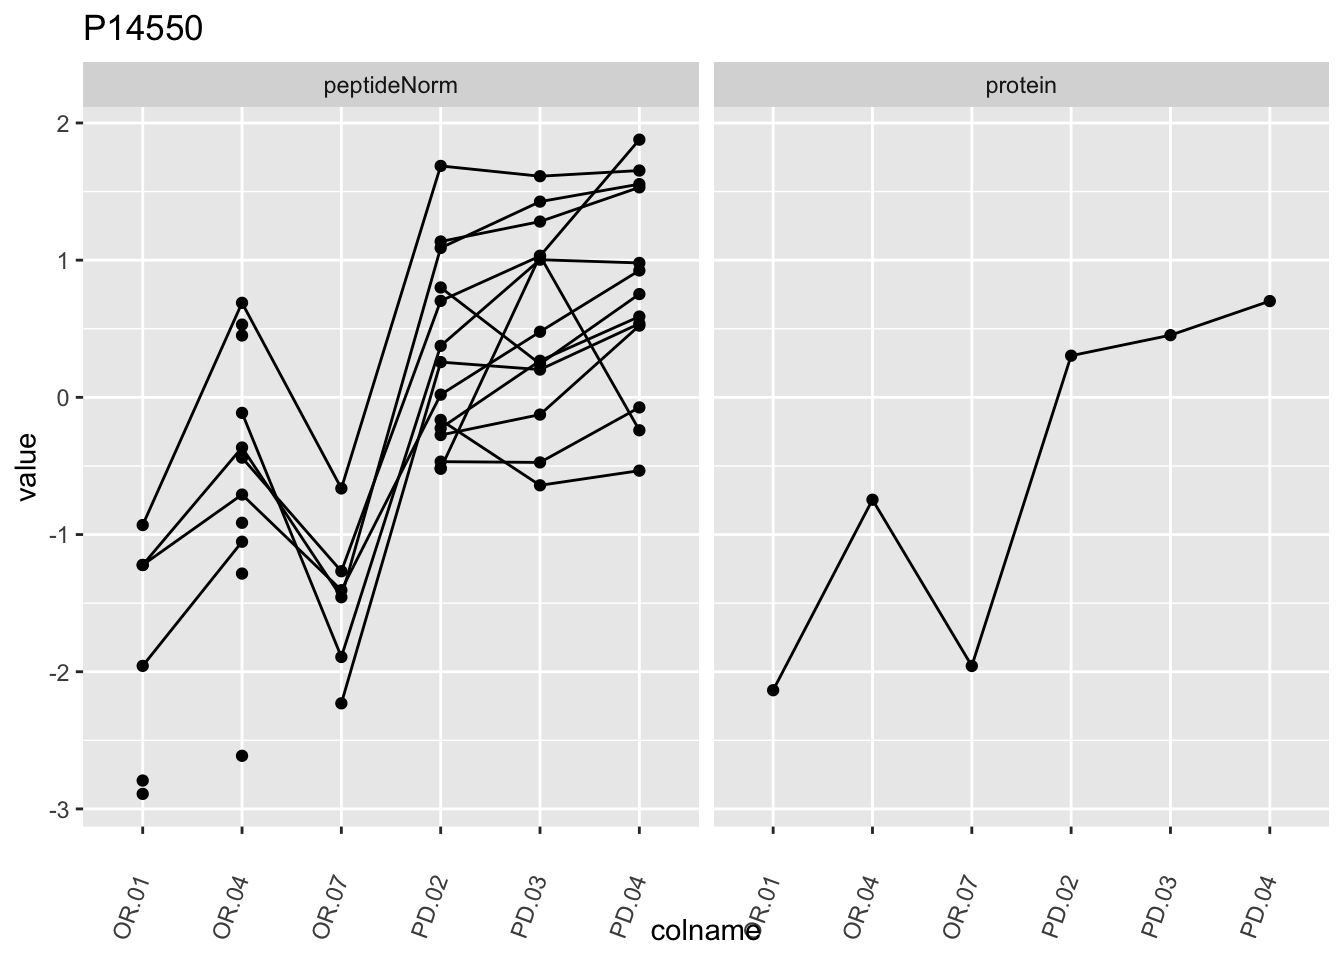 P14550
peptideNorm
protein
2
1
0
-1
-2
-3
value
OR.01
OR.04
OR.07
PD.02
PD.03
PD.04
OR.01
OR.04
OR.07
PD.02
PD.03
PD.04
colname